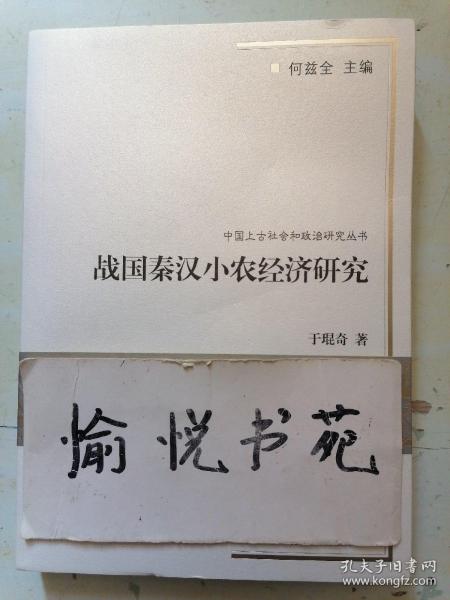 何兹全 主编
中国上古社会和政治研究丛书
战国秦汉小农经济研究
于琨奇 著
愉悦书苑
孔夫子旧书网
www.kongfz.com